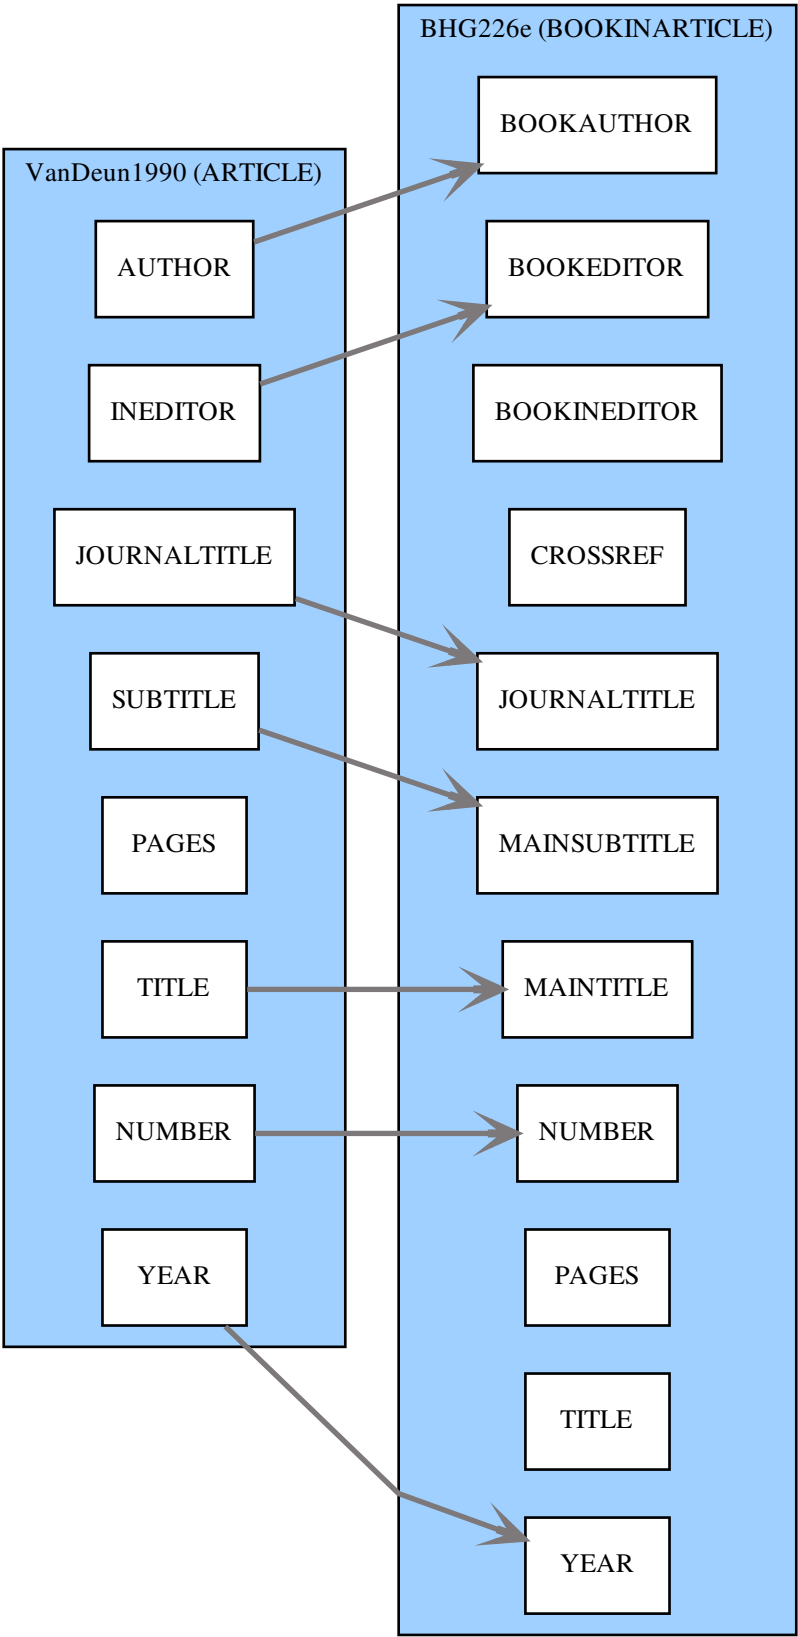 VanDeun1990 (ARTICLE)
AUTHOR
INEDITOR
JOURNALTITLE
SUBTITLE
PAGES
TITLE
NUMBER
YEAR
BHG226e (BOOKINARTICLE)
BOOKAUTHOR
BOOKEDITOR
BOOKINEDITOR
CROSSREF
JOURNALTITLE
MAINSUBTITLE
MAINTITLE
NUMBER
PAGES
TITLE
YEAR